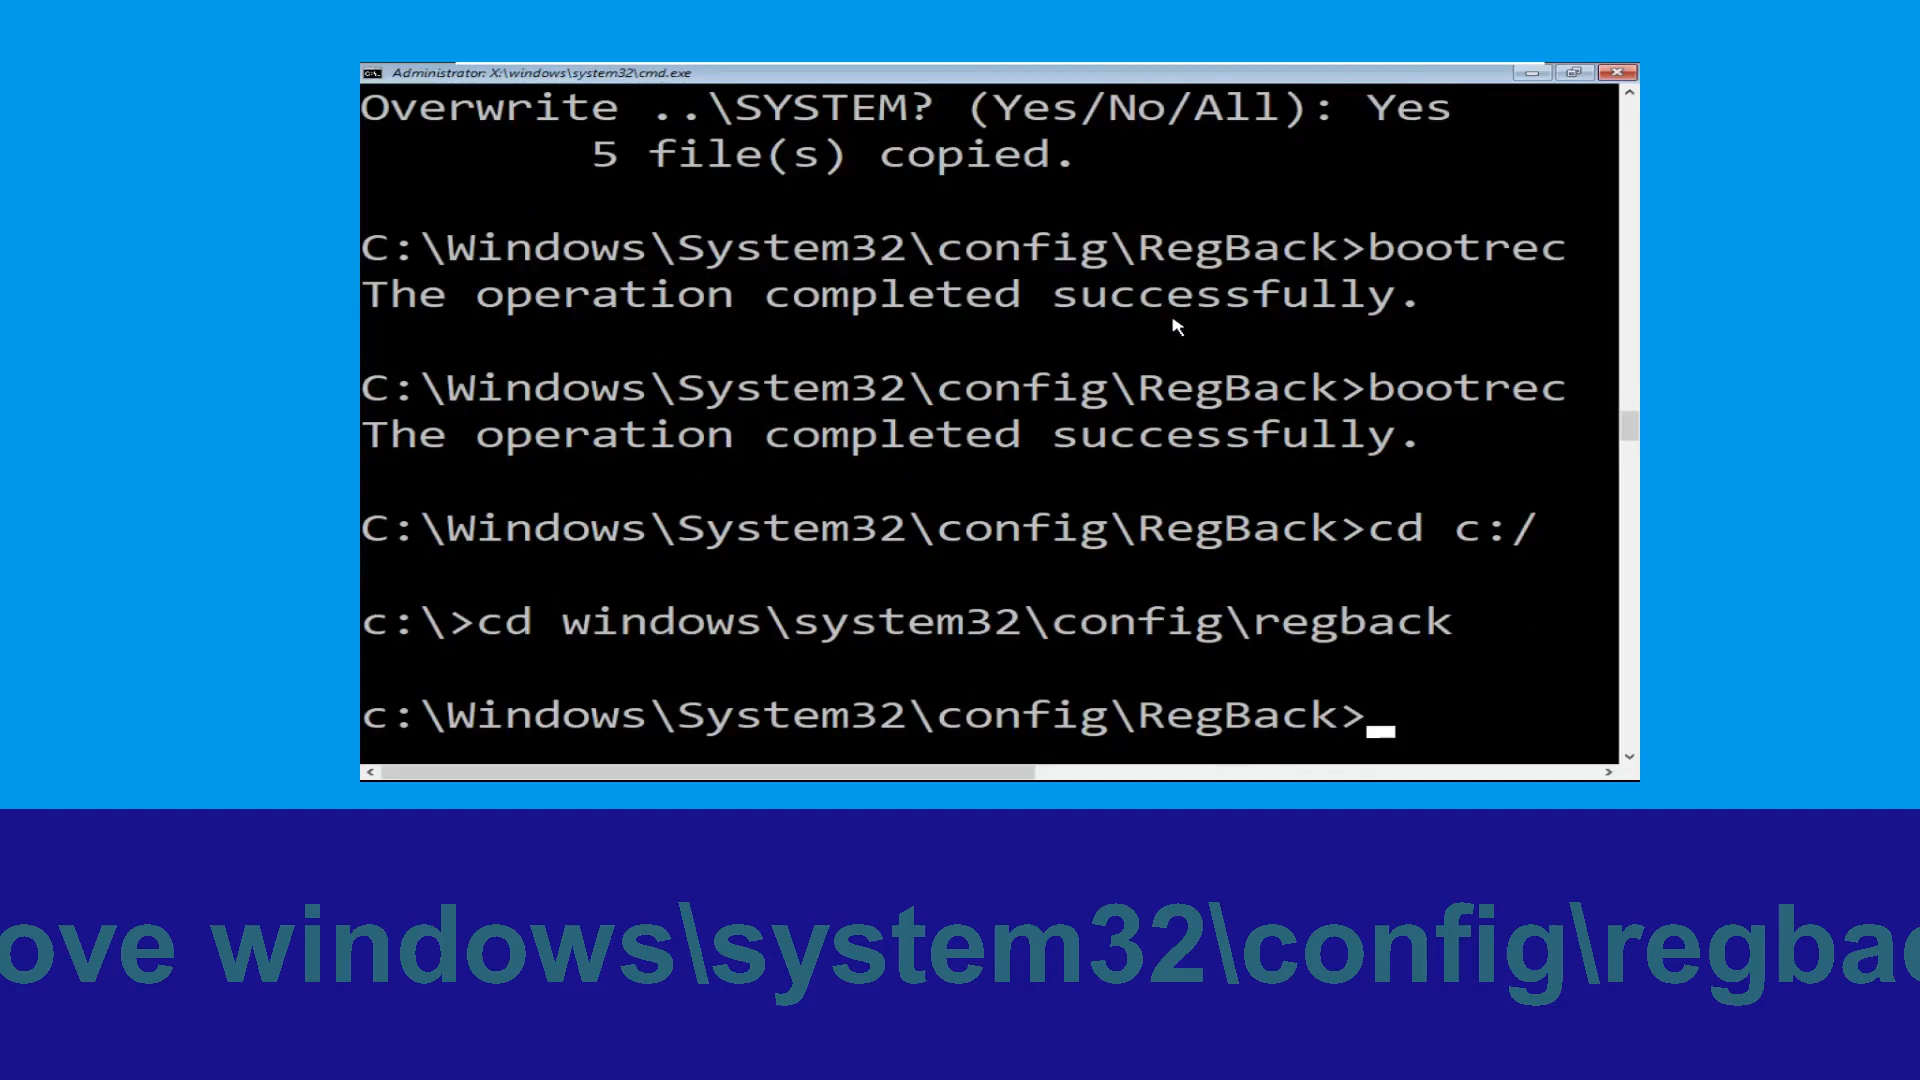 Administrator: X:\windows\system32\cmd.exe
Overwrite ..\SYSTEM? (Yes/No/All): Yes
5 file(s) copied.
C:\Windows\System32\config\RegBack>bootrec
The operation completed successfully.
C:\Windows\System32\config\RegBack>bootrec
The operation completed successfully.
C:\Windows\System32\config\RegBack>cd c:/
c:\>cd windows\system32\config\regback
c:\Windows\System32\config\RegBack>
ove windows\system32\config\regbac